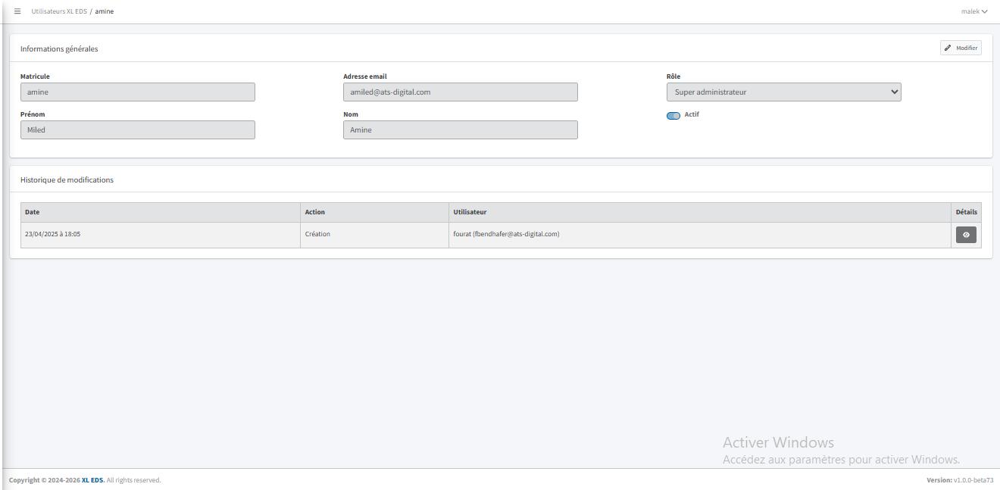 Utilisateurs XL EDS / amine
malek
Informations générales
Modifier
Matricule
Adresse email
Rôle
amine
amiled@ats-digital.com
Super administrateur
Prénom
Nom
Actif
Miled
Amine
Historique de modifications
Date
Action
Utilisateur
Détails
23/04/2025 à 18:05
Création
fourat (fbendhafer@ats-digital.com)
Activer Windows
Accédez aux paramètres pour activer Windows.
Copyright © 2024-2026 XL EDS. All rights reserved.
Version: v1.0.0-beta73